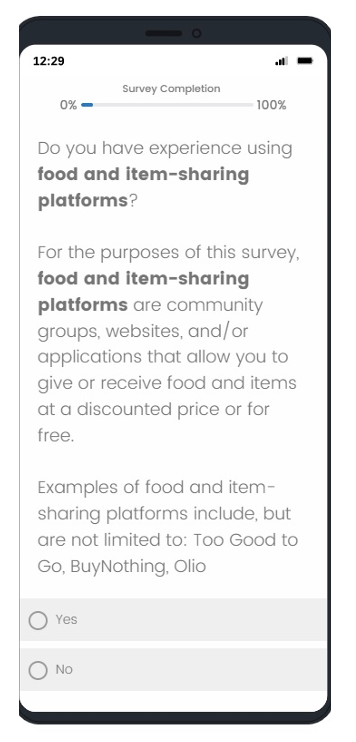 12:29
Survey Completion
0% 100%
Do you have experience using
food and item-sharing
platforms?
For the purposes of this survey,
food and item-sharing
platforms are community
groups, websites, and/or
applications that allow you to
give or receive food and items
at a discounted price or for
free.
Examples of food and item-
sharing platforms include, but
are not limited to: Too Good to
Go, BuyNothing, Olio
Yes
No